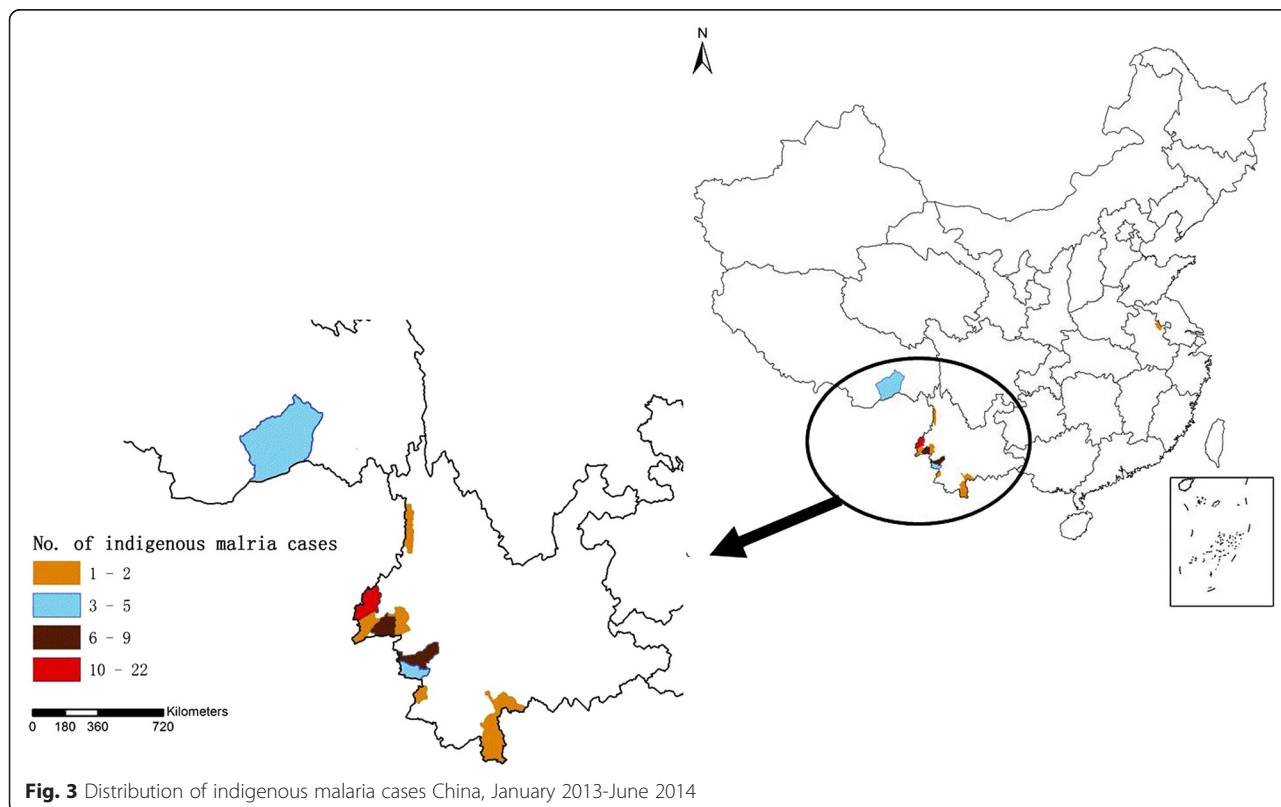 N
No. of indigenous malria cases
1 - 2
3 - 5
6 - 9
10 - 22
Kilometers
0 180 360 720
Fig. 3 Distribution of indigenous malaria cases China, January 2013-June 2014